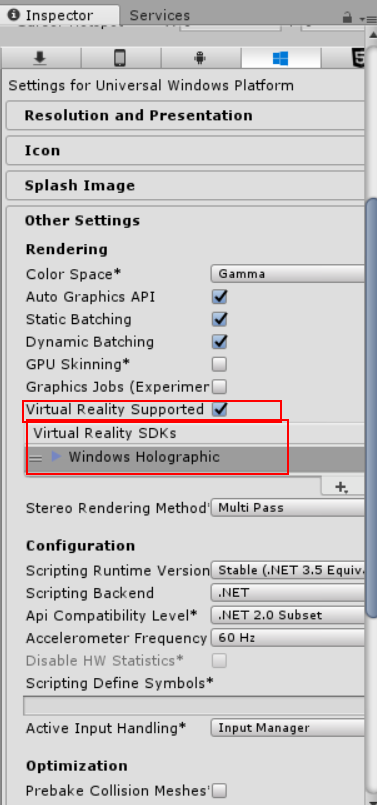 Inspector Services
Settings for Universal Windows Platform
Resolution and Presentation
Icon
Splash Image
Other Settings
Rendering
Color Space* Gamma
Auto Graphics API
Static Batching
Dynamic Batching
GPU Skinning*
Graphics Jobs (Experimen
Virtual Reality Supported
Virtual Reality SDKs
Windows Holographic
Stereo Rendering Method* Multi Pass
Configuration
Scripting Runtime Version Stable (.NET 3.5 Equiva
Scripting Backend .NET
Api Compatibility Level* .NET 2.0 Subset
Accelerometer Frequency 60 Hz
Disable HW Statistics*
Scripting Define Symbols*
Active Input Handling* Input Manager
Optimization
Prebake Collision Meshes*